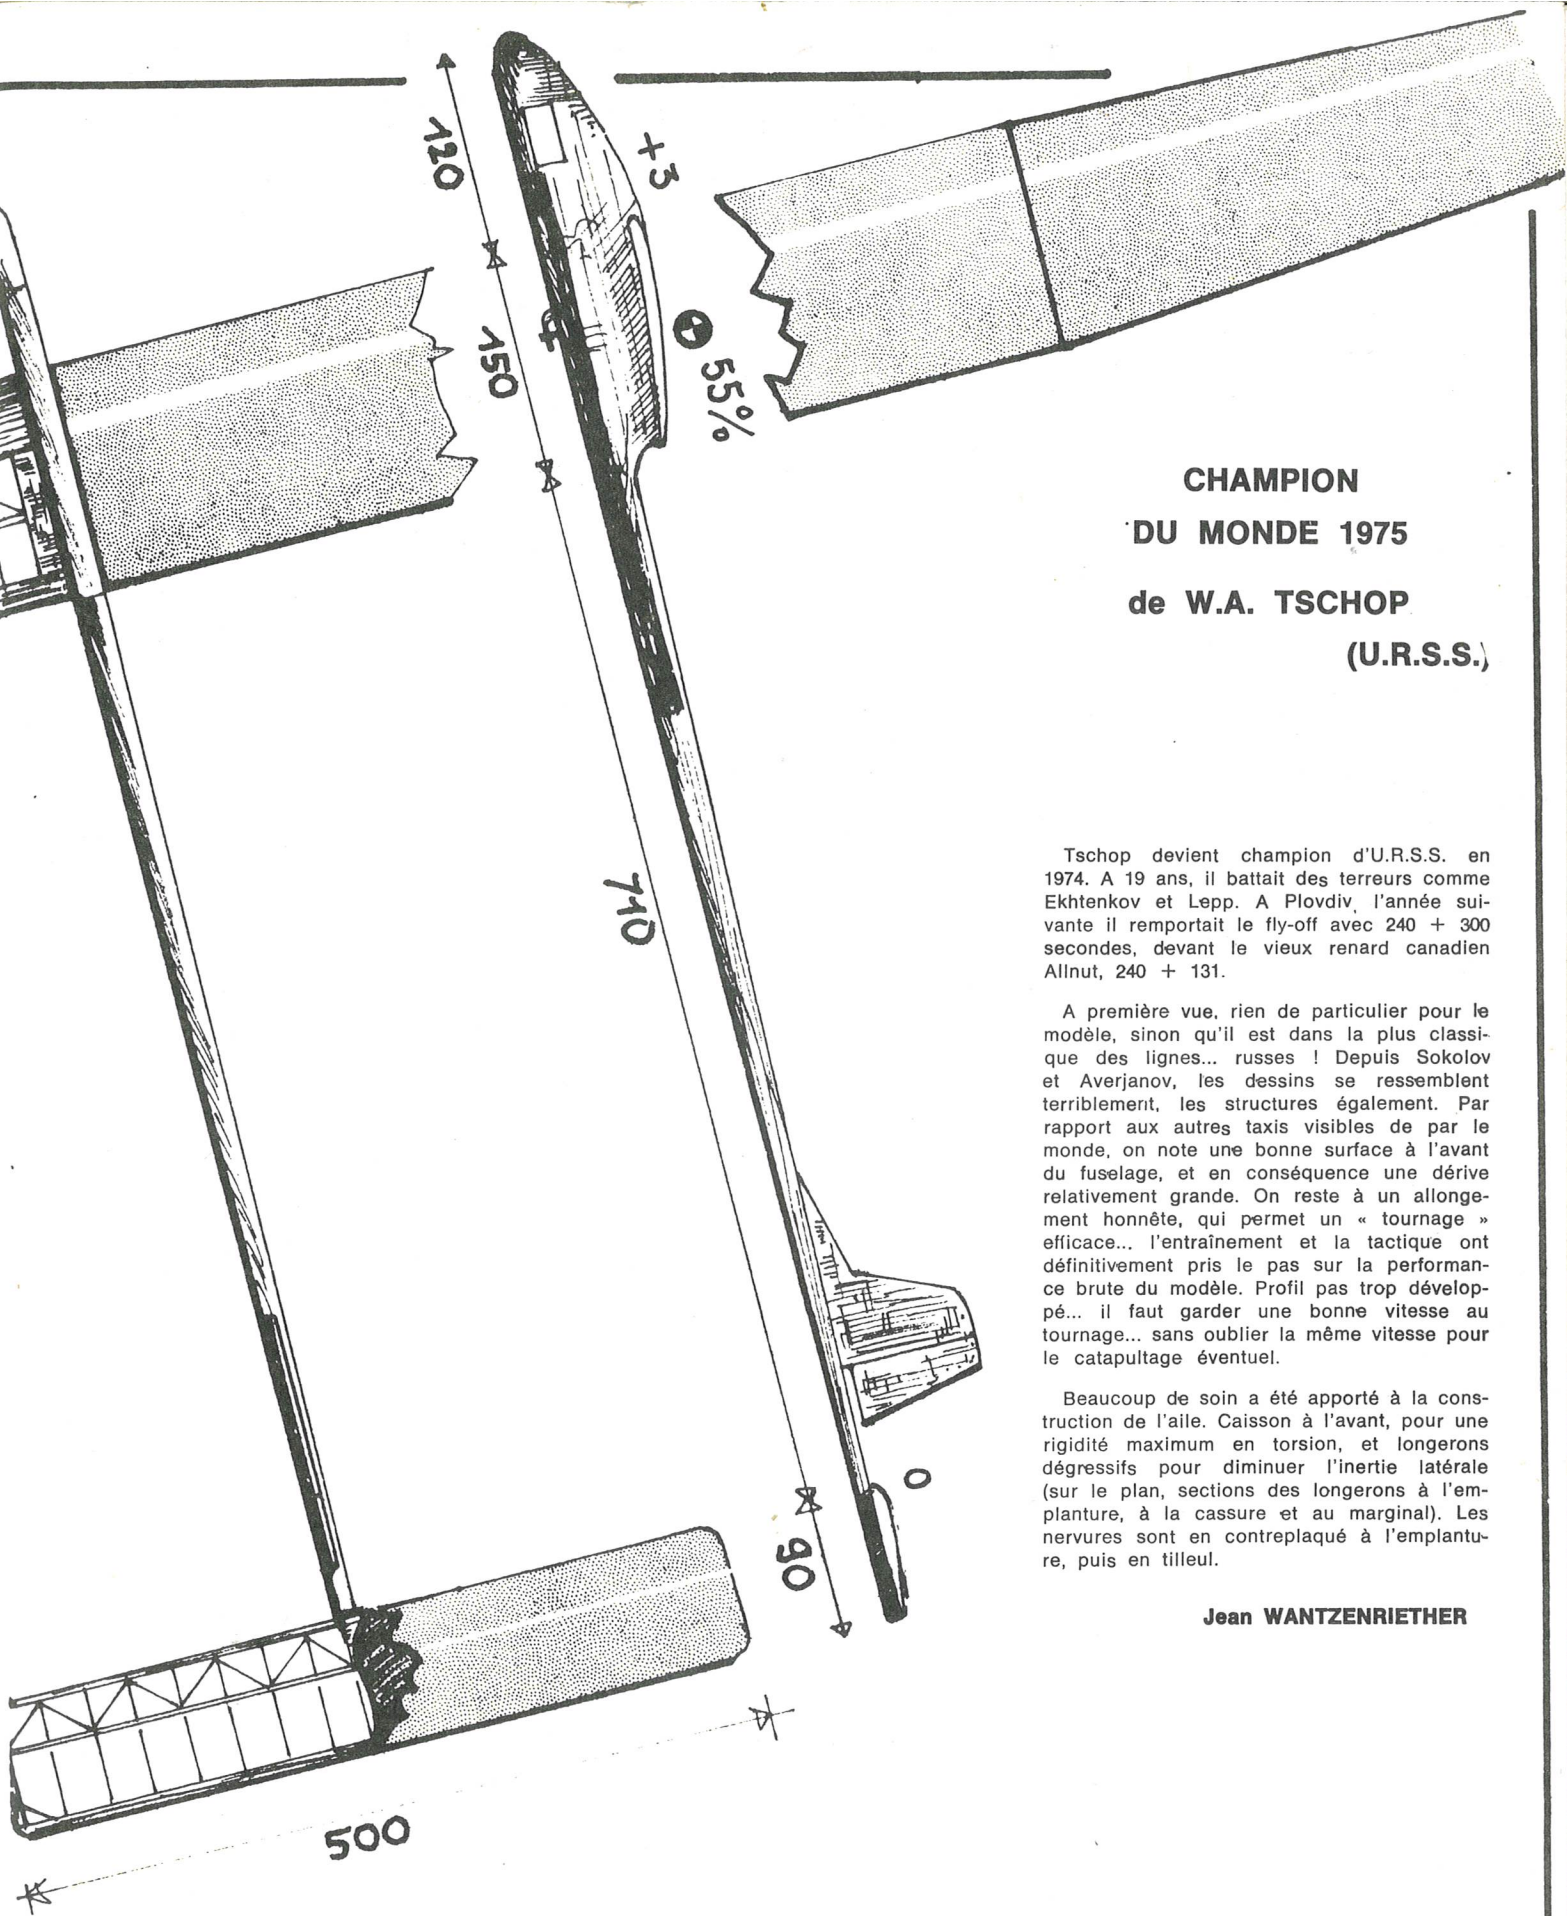 120
+3
150
55%
CHAMPION
DU MONDE 1975
de W.A. TSCHOP
(U.R.S.S.)
710
Tschop devient champion d'U.R.S.S. en
1974. A 19 ans, il battait des terreurs comme
Ekhtenkov et Lepp. A Plovdiv, l'année sui-
vante il remportait le fly-off avec 240 + 300
secondes, devant le vieux renard canadien
Allnut, 240 + 131.
A première vue, rien de particulier pour le
modèle, sinon qu'il est dans la plus classi-
que des lignes... russes ! Depuis Sokolov
et Averjanov, les dessins se ressemblent
terriblement, les structures également. Par
rapport aux autres taxis visibles de par le
monde, on note une bonne surface à l'avant
du fuselage, et en conséquence une dérive
relativement grande. On reste à un allonge-
ment honnête, qui permet un « tournage »
efficace... l'entraînement et la tactique ont
définitivement pris le pas sur la performan-
ce brute du modèle. Profil pas trop dévelop-
pé... il faut garder une bonne vitesse au
tournage... sans oublier la même vitesse pour
le catapultage éventuel.
Beaucoup de soin a été apporté à la cons-
truction de l'aile. Caisson à l'avant, pour une
rigidité maximum en torsion, et longerons
dégressifs pour diminuer l'inertie latérale
(sur le plan, sections des longerons à l'em-
planture, à la cassure et au marginal). Les
nervures sont en contreplaqué à l'emplantu-
re, puis en tilleul.
Jean WANTZENRIETHER
0
90
500